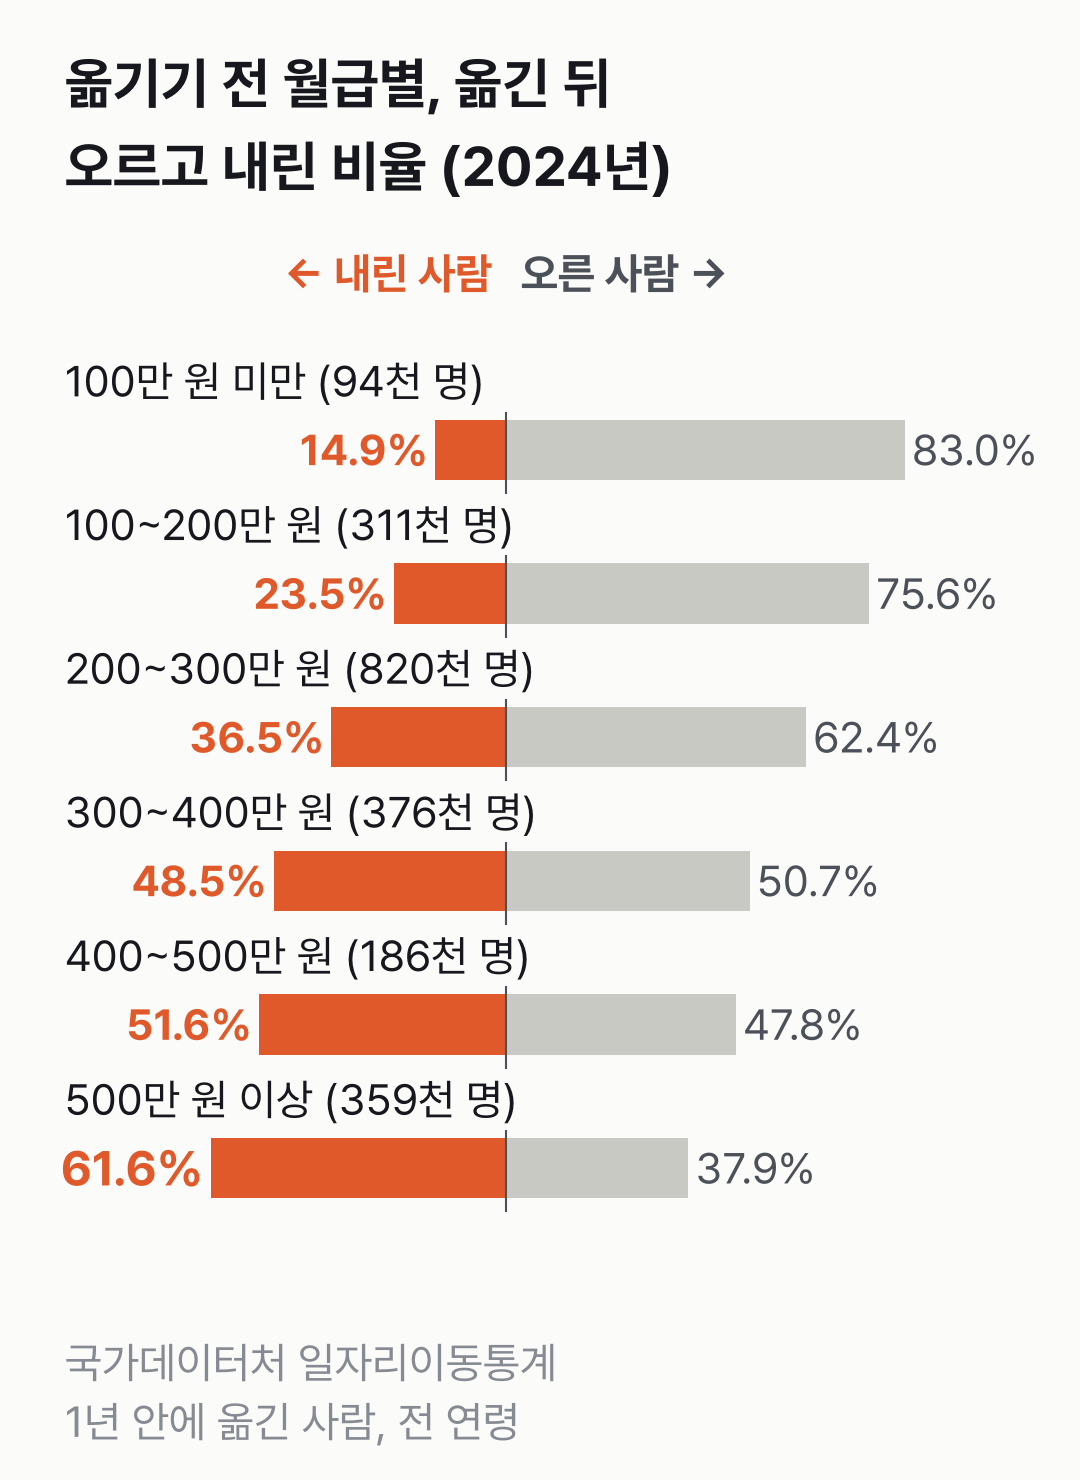 옮기기 전 월급별, 옮긴 뒤
오르고 내린 비율 (2024년)
← 내린 사람 오른 사람 →
100만 원 미만 (94천 명)
14.9% 83.0%
100~200만 원 (311천 명)
23.5% 75.6%
200~300만 원 (820천 명)
36.5% 62.4%
300~400만 원 (376천 명)
48.5% 50.7%
400~500만 원 (186천 명)
51.6% 47.8%
500만 원 이상 (359천 명)
61.6% 37.9%
국가데이터처 일자리이동통계
1년 안에 옮긴 사람, 전 연령